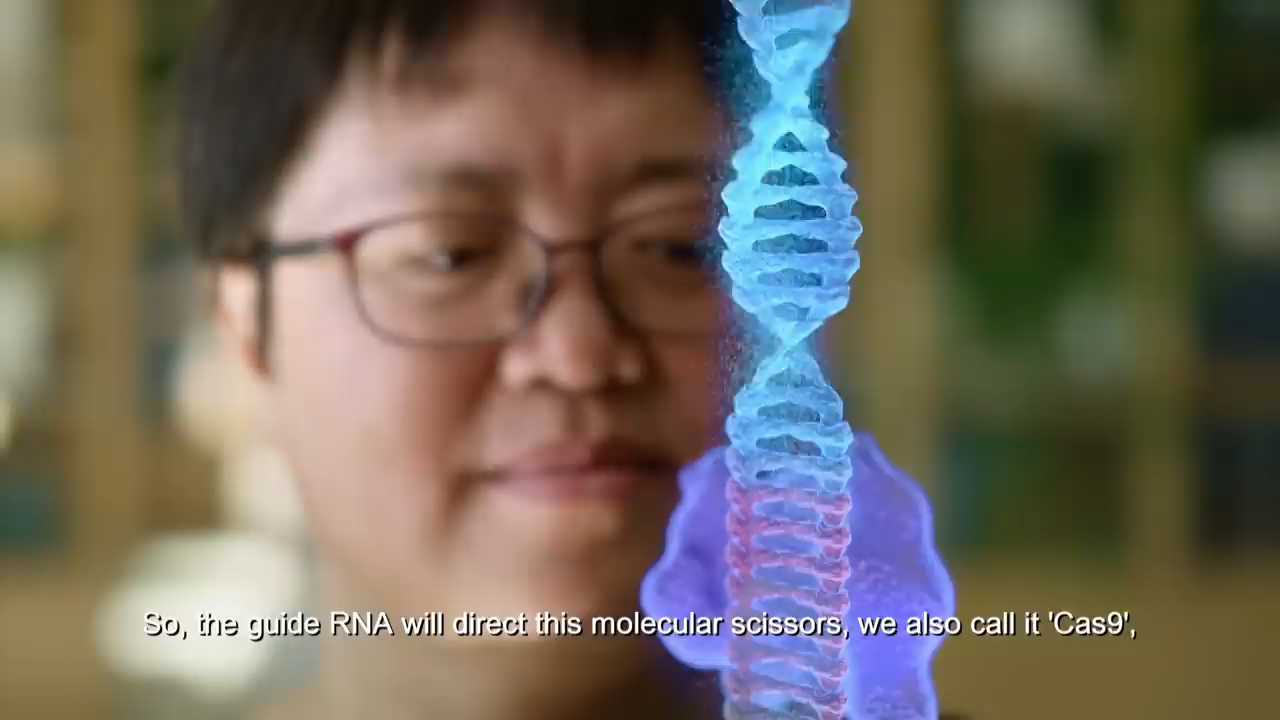 So, the guide RNA will direct this molecular scissors, we also call it 'Cas9',